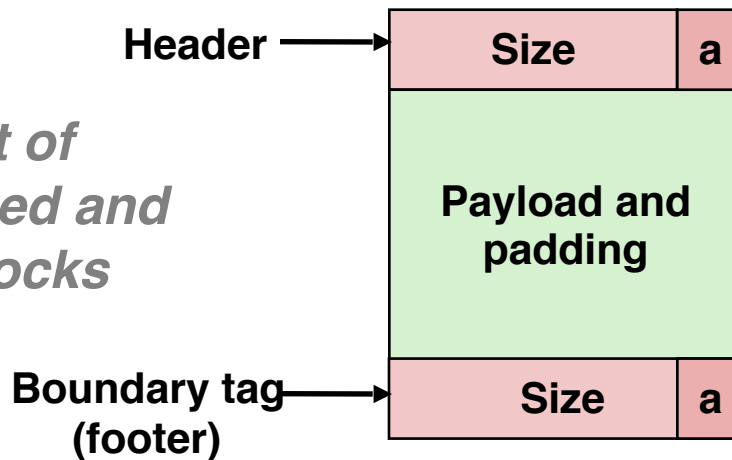 Header
Size
a
t of
ed and
ocks
Payload and
padding
Boundary tag
(footer)
Size
a